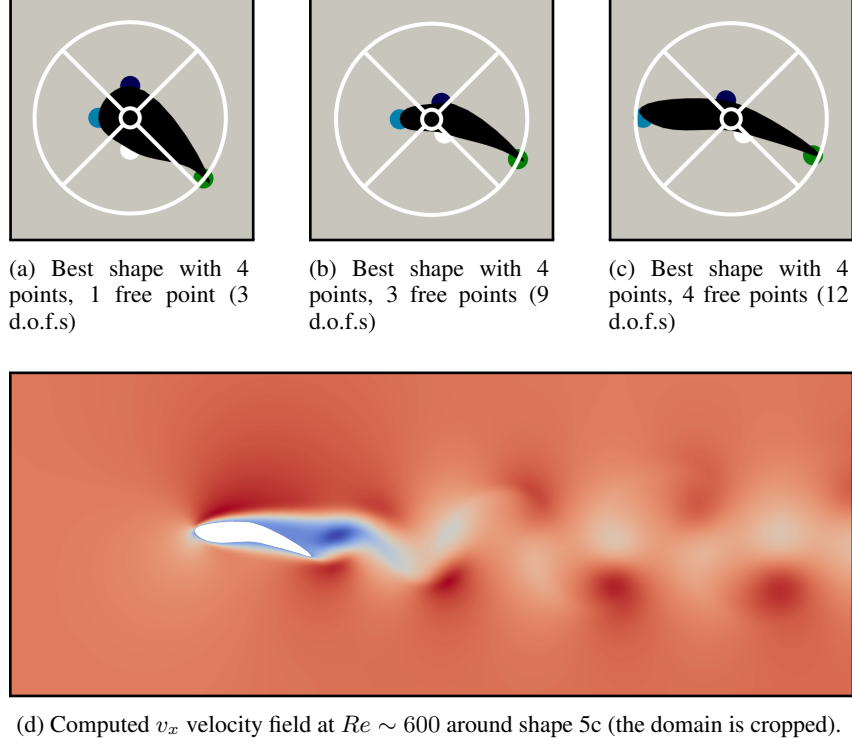 (a) Best shape with 4
points, 1 free point (3
d.o.f.s)
(b) Best shape with 4
points, 3 free points (9
d.o.f.s)
(c) Best shape with 4
points, 4 free points (12
d.o.f.s)
(d) Computed vₓ velocity field at Re ∼ 600 around shape 5c (the domain is cropped).